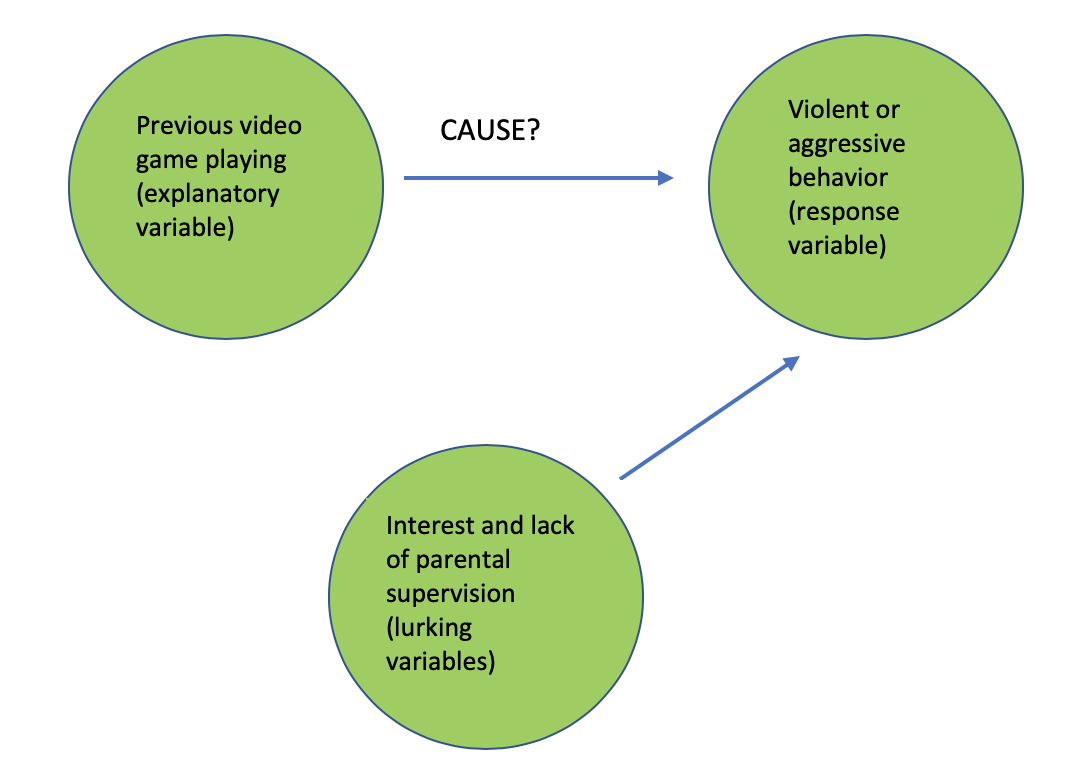 Previous video
game playing
(explanatory
variable)
CAUSE?
Violent or
aggressive
behavior
(response
variable)
Interest and lack
of parental
supervision
(lurking
variables)